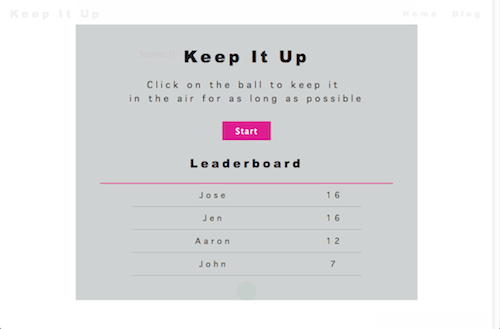 Keep It Up
Home Blog
Keep It Up
Click on the ball to keep it
in the air for as long as possible
Start
Leaderboard
Jose 16
Jen 16
Aaron 12
John 7